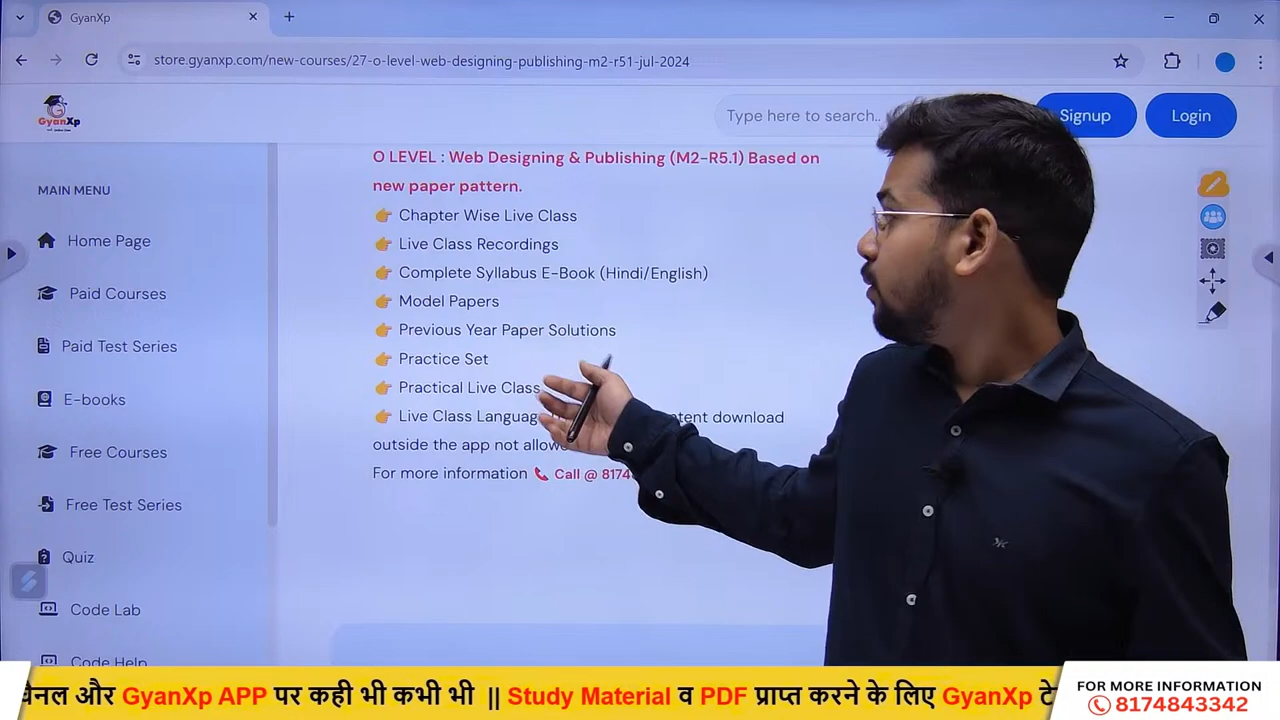 GyanXp
store.gyanxp.com/new-courses/27-o-level-web-designing-publishing-m2-r51-jul-2024
GyanXp
Type here to search..
Signup
Login
MAIN MENU
Home Page
Paid Courses
Paid Test Series
E-books
Free Courses
Free Test Series
Quiz
Code Lab
Code Help
O LEVEL : Web Designing & Publishing (M2-R5.1) Based on
new paper pattern.
👉 Chapter Wise Live Class
👉 Live Class Recordings
👉 Complete Syllabus E-Book (Hindi/English)
👉 Model Papers
👉 Previous Year Paper Solutions
👉 Practice Set
👉 Practical Live Class
👉 Live Class download
outside the app not
For more information 📞 Call @
और GyanXp APP पर कही भी कभी भी || Study Material व PDF प्राप्त करने के लिए GyanXp
FOR MORE INFORMATION
8174843342